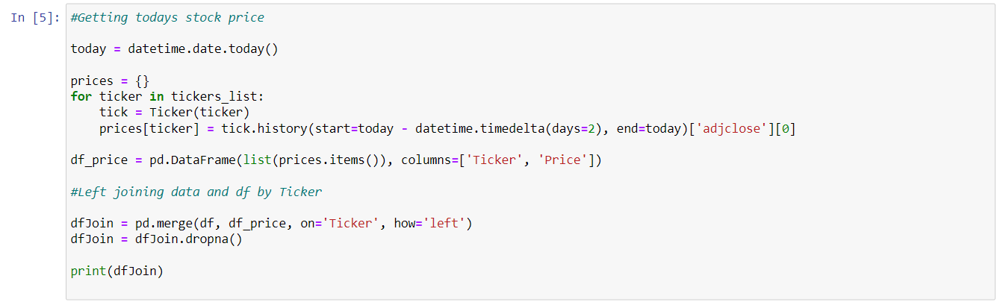 In [5]: #Getting todays stock price
today = datetime.date.today()
prices = {}
for ticker in tickers_list:
    tick = Ticker(ticker)
    prices[ticker] = tick.history(start=today - datetime.timedelta(days=2), end=today)['adjclose'][0]
df_price = pd.DataFrame(list(prices.items()), columns=['Ticker', 'Price'])
#Left joining data and df by Ticker
dfJoin = pd.merge(df, df_price, on='Ticker', how='left')
dfJoin = dfJoin.dropna()
print(dfJoin)